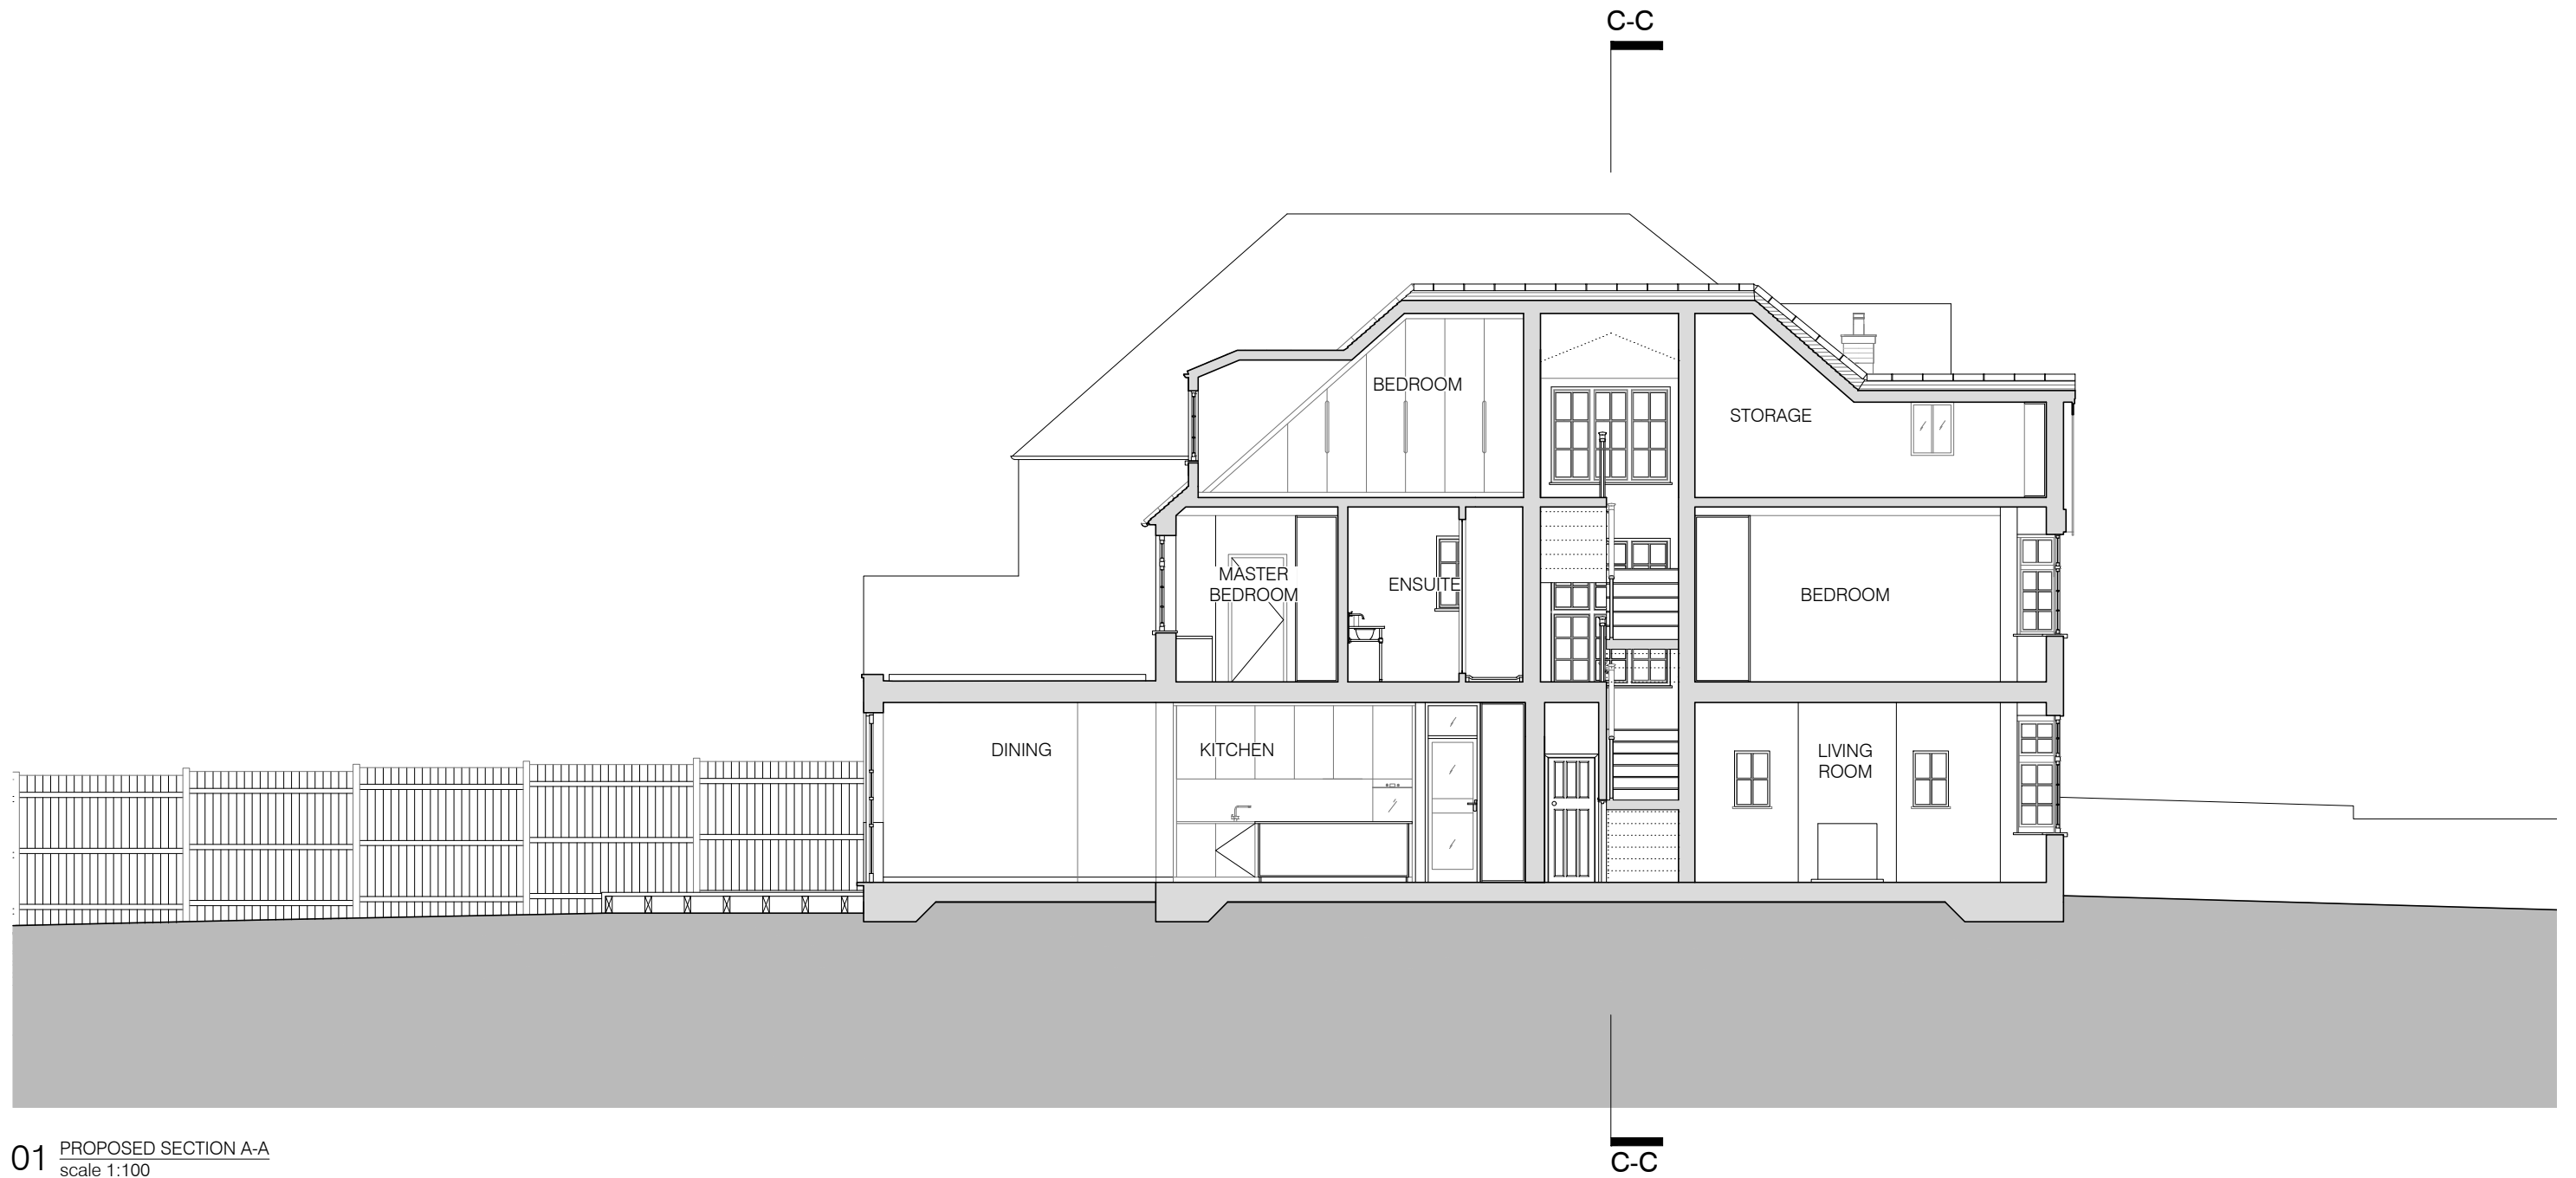 C-C
BEDROOM
STORAGE
MASTER
BEDROOM
ENSUITE
BEDROOM
DINING
KITCHEN
LIVING
ROOM
01 PROPOSED SECTION A-A
scale 1:100
C-C